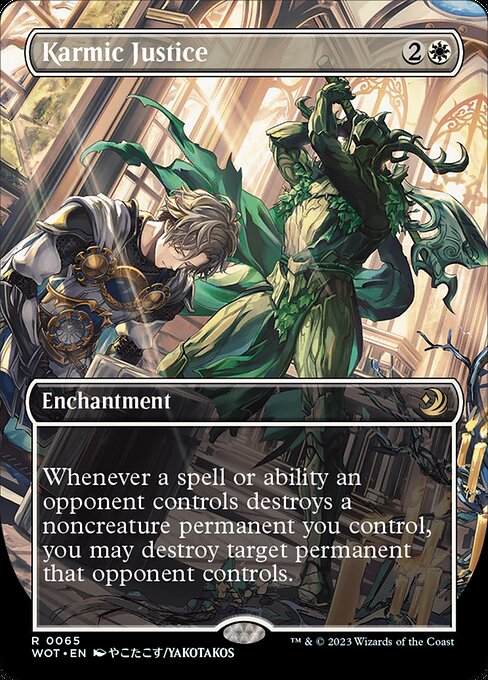 Karmic Justice 2
Enchantment
Whenever a spell or ability an
opponent controls destroys a
noncreature permanent you control,
you may destroy target permanent
that opponent controls.
R 0065
WOT • EN やこたこす/YAKOTAKOS
™ & © 2023 Wizards of the Coast